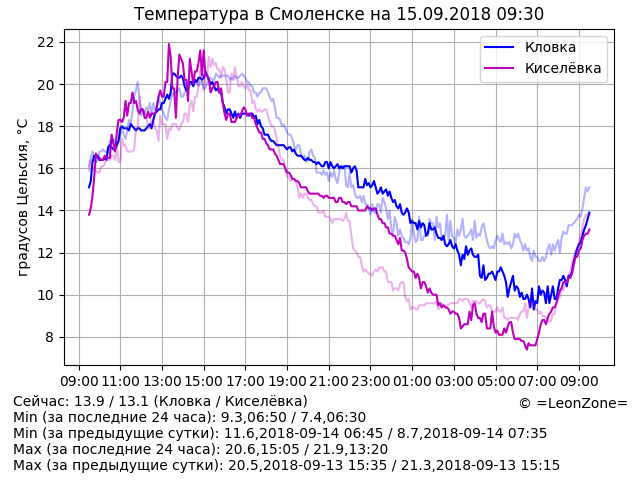 Температура в Смоленске на 15.09.2018 09:30
градусов Цельсия, °C
22
20
18
16
14
12
10
8
Кловка
Киселёвка
09:00 11:00 13:00 15:00 17:00 19:00 21:00 23:00 01:00 03:00 05:00 07:00 09:00
Сейчас: 13.9 / 13.1 (Кловка / Киселёвка)
© =LeonZone=
Min (за последние 24 часа): 9.3,06:50 / 7.4,06:30
Min (за предыдущие сутки): 11.6,2018-09-14 06:45 / 8.7,2018-09-14 07:35
Max (за последние 24 часа): 20.6,15:05 / 21.9,13:20
Max (за предыдущие сутки): 20.5,2018-09-13 15:35 / 21.3,2018-09-13 15:15